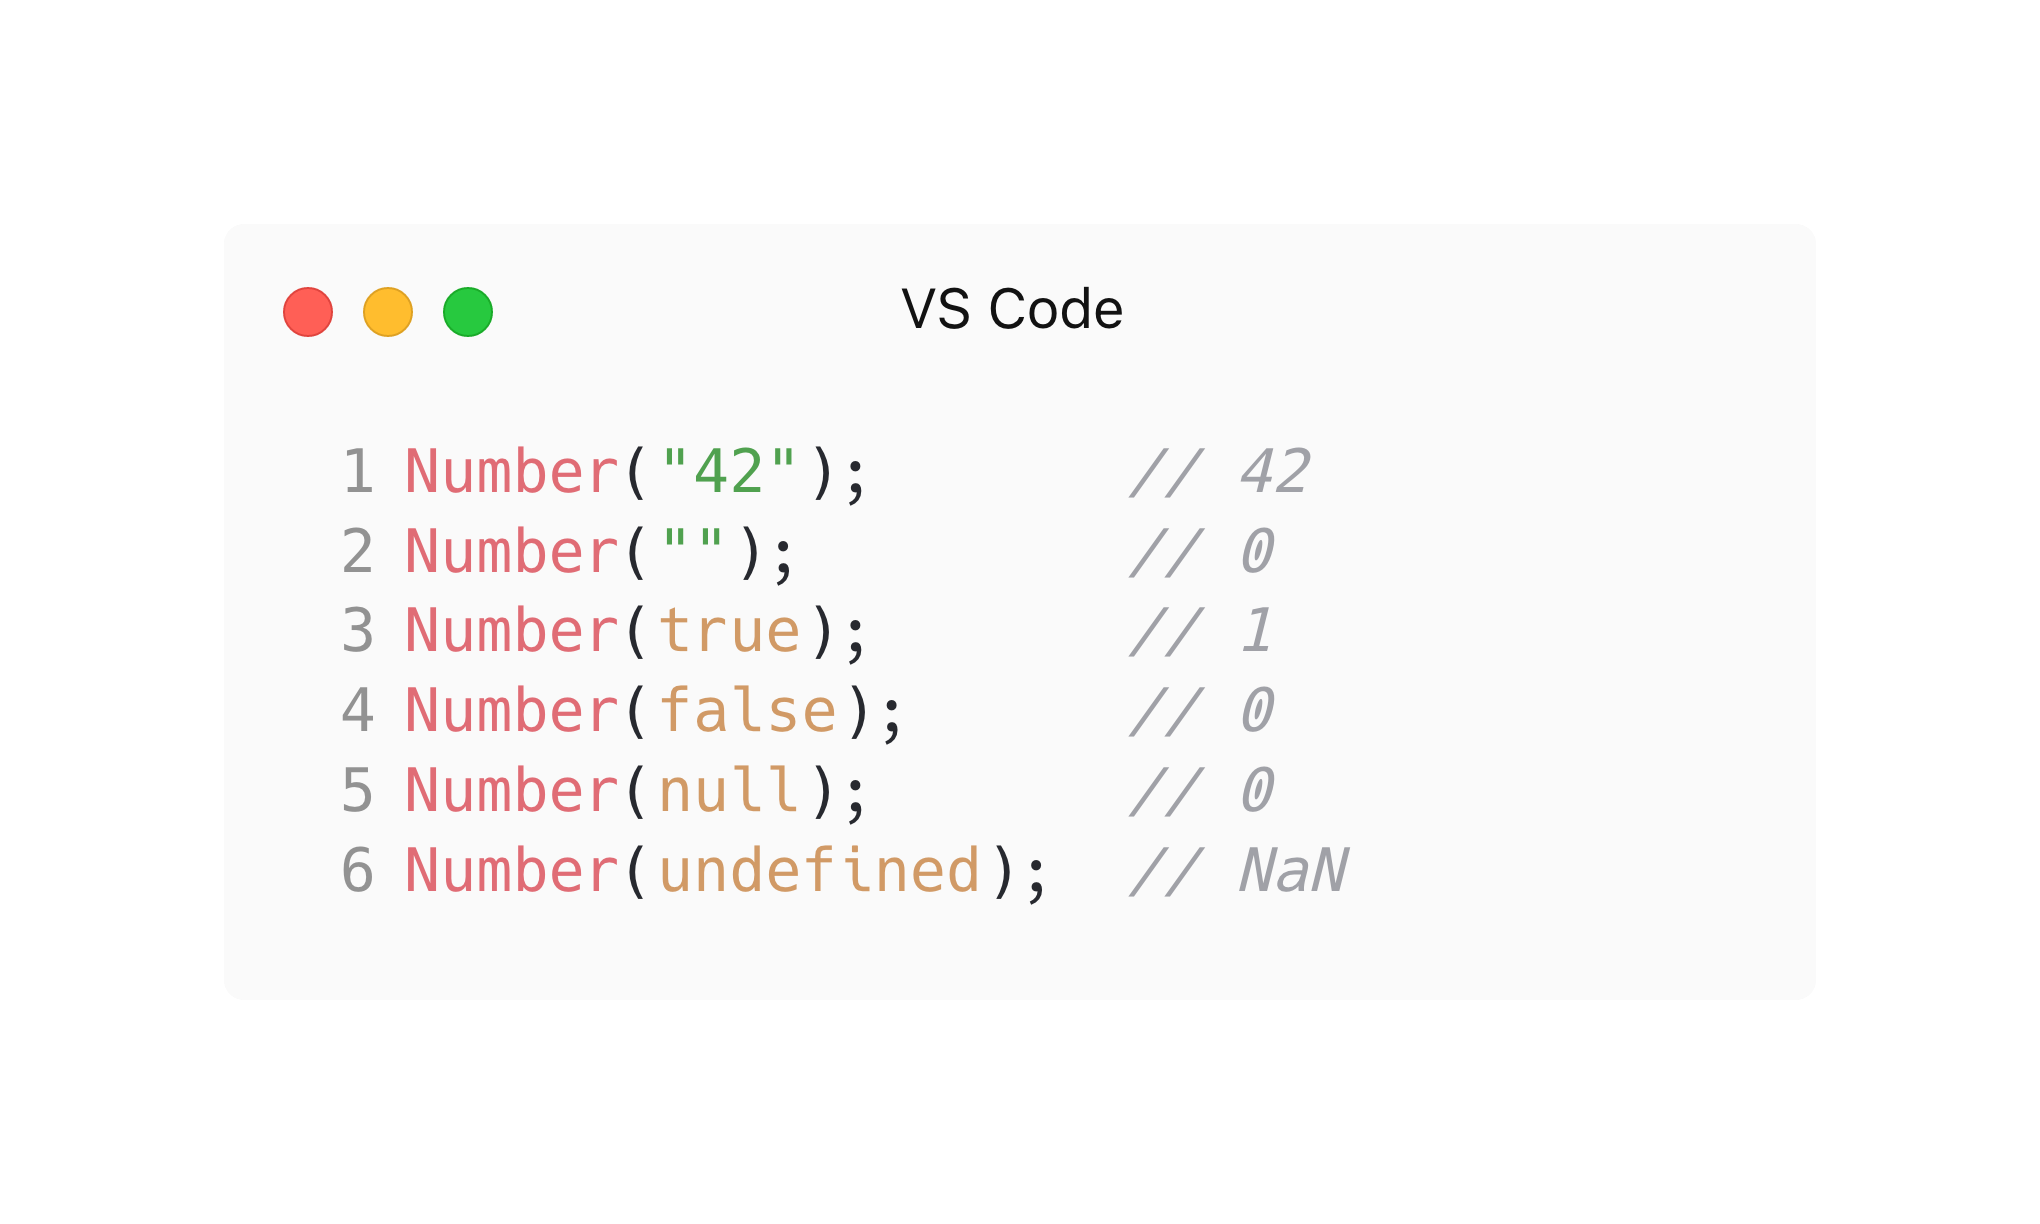 VS Code
1 Number("42");       // 42
2 Number("");         // 0
3 Number(true);       // 1
4 Number(false);      // 0
5 Number(null);       // 0
6 Number(undefined);  // NaN